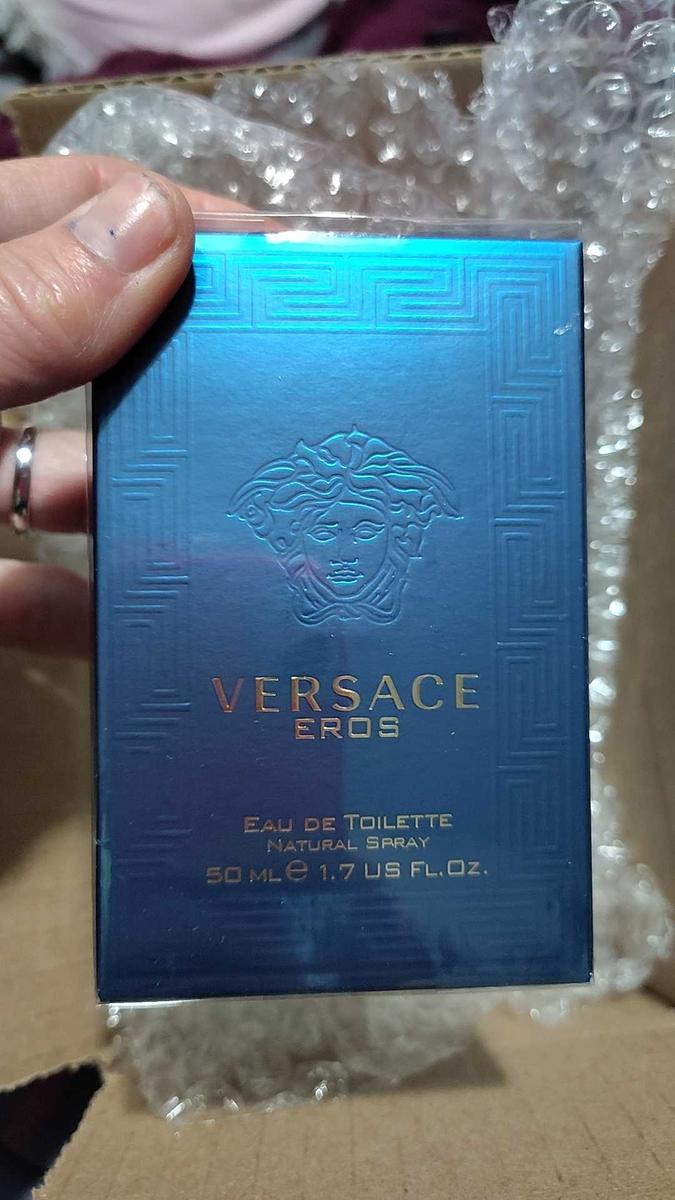 VERSACE
EROS
EAU DE TOILETTE
NATURAL SPRAY
50 ML ℮ 1.7 US FL.OZ.